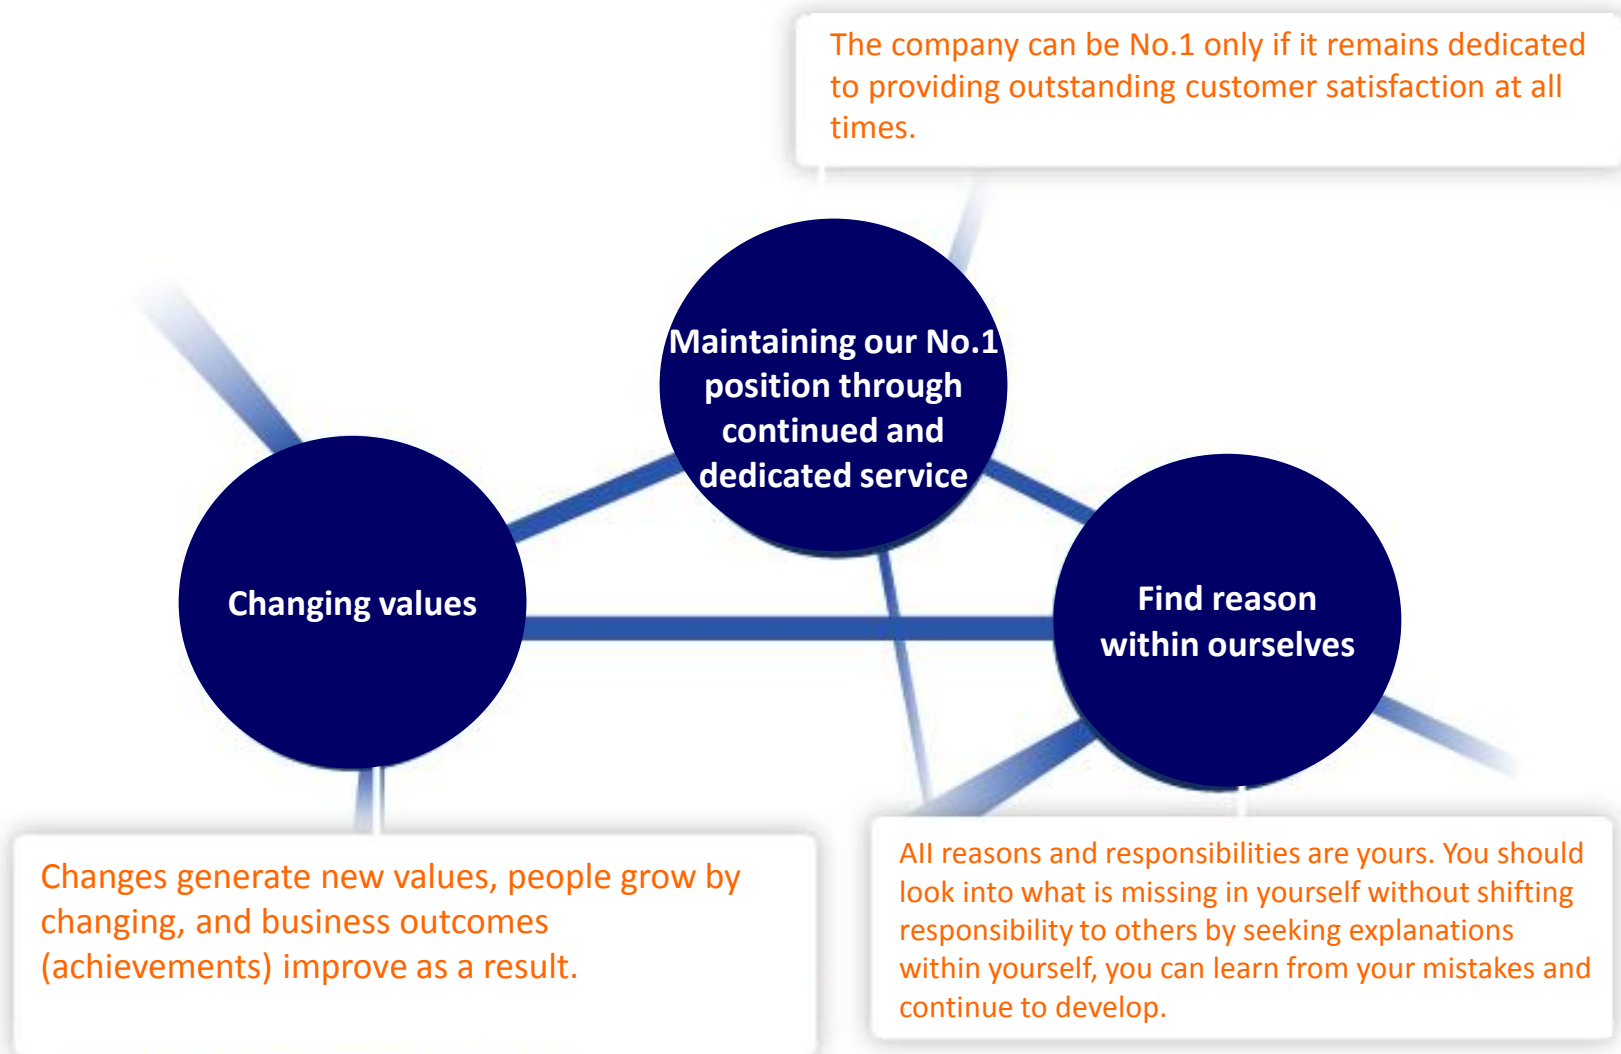 The company can be No.1 only if it remains dedicated
to providing outstanding customer satisfaction at all
times.
Maintaining our No.1
position through
continued and
dedicated service
Changing values
Find reason
within ourselves
Changes generate new values, people grow by
changing, and business outcomes
(achievements) improve as a result.
All reasons and responsibilities are yours. You should
look into what is missing in yourself without shifting
responsibility to others by seeking explanations
within yourself, you can learn from your mistakes and
continue to develop.